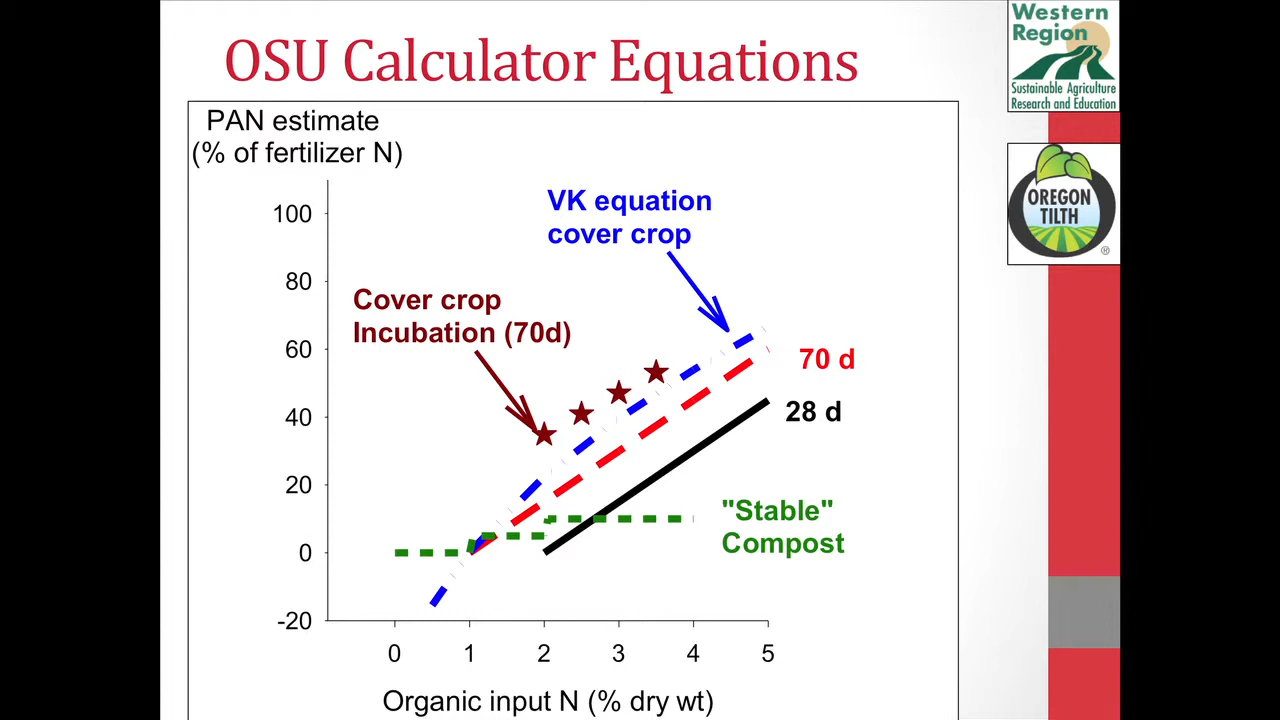 OSU Calculator Equations
Western
Region
Sustainable Agriculture
Research and Education
OREGON
TILTH
®
PAN estimate
(% of fertilizer N)
100
80
60
40
20
0
-20
VK equation
cover crop
Cover crop
Incubation (70d)
70 d
28 d
"Stable"
Compost
0 1 2 3 4 5
Organic input N (% dry wt)